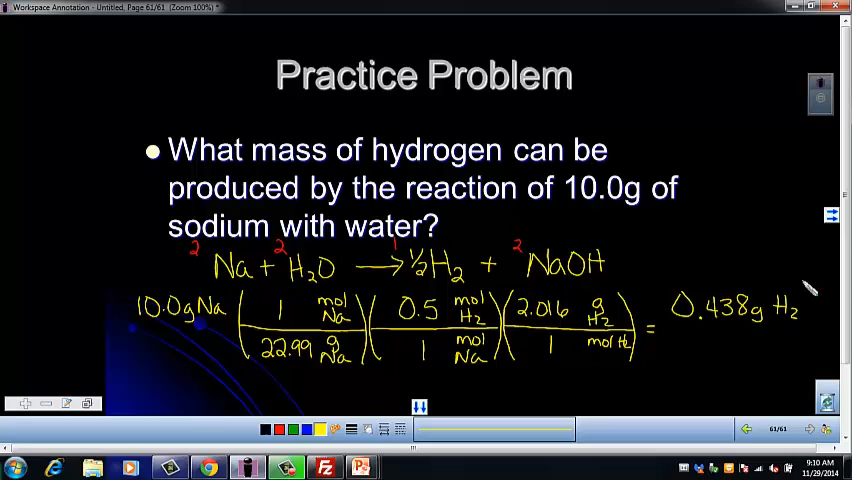 Workspace Annotation - Untitled, Page 61/61 (Zoom 100%) *
Practice Problem
What mass of hydrogen can be
produced by the reaction of 10.0g of
sodium with water?
2 2 1 2
Na + H₂O → ½H₂ + NaOH
10.0g Na ( 1 mol Na / 22.99 g Na ) ( 0.5 mol H₂ / 1 mol Na ) ( 2.016 g H₂ / 1 mol H₂ ) = 0.438g H₂
61/61
9:10 AM
11/29/2014